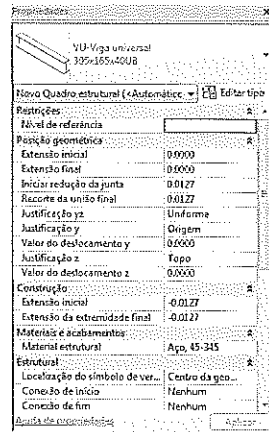 Propriedades
VU-Viga universal
305x165x40UB
Novo Quadro estrutural (<Automátic
Editar tipo
Restrições
Nível de referência
Posição geométrica
Extensão inicial 0.0000
Extensão final 0.0000
Iniciar redução da junta 0.0127
Recorte da união final 0.0127
Justificação yz Uniforme
Justificação y Origem
Valor do deslocamento y 0.0000
Justificação z Topo
Valor do deslocamento z 0.0000
Construção
Extensão inicial -0.0127
Extensão da extremidade final -0.0127
Materiais e acabamentos
Material estrutural Aço, 45-345
Estrutural
Localização do símbolo de ver... Centro da geo...
Conexão de início Nenhum
Conexão de fim Nenhum
Ajuda de propriedades Aplicar